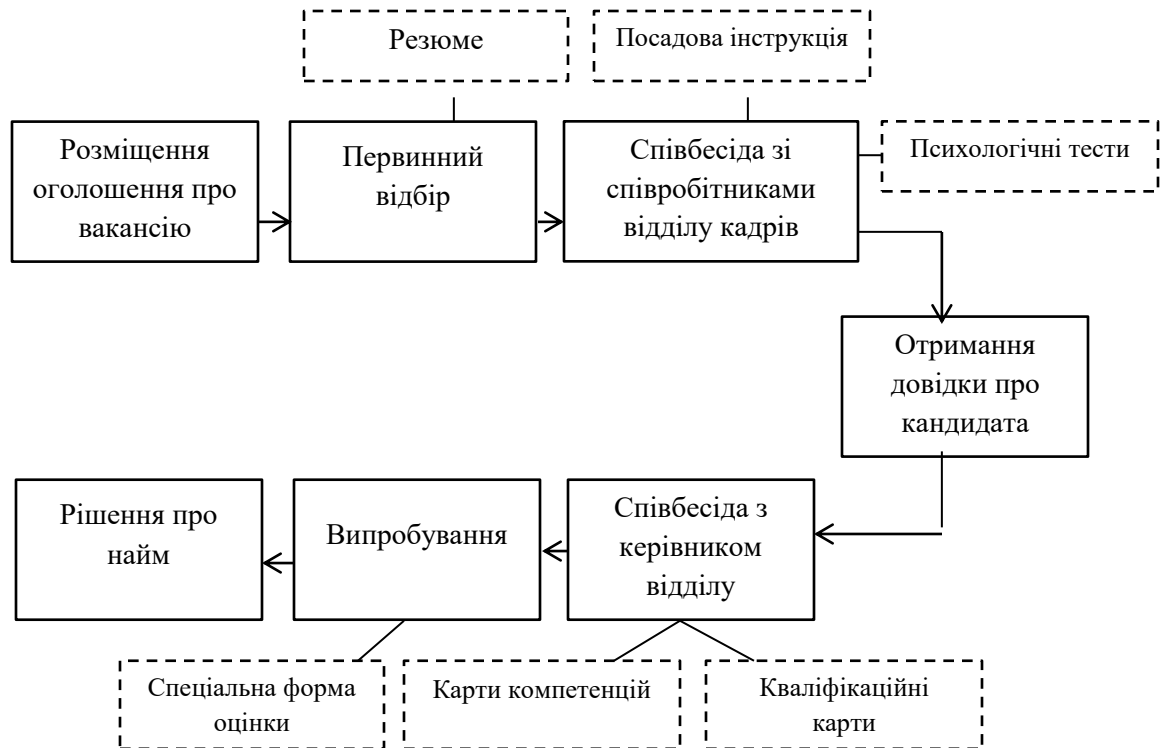 Резюме
Посадова інструкція
Розміщення
оголошення про
вакансію
Первинний
відбір
Співбесіда зі
співробітниками
відділу кадрів
Психологічні тести
Отримання
довідки про
кандидата
Рішення про
найм
Випробування
Співбесіда з
керівником
відділу
Спеціальна форма
оцінки
Карти компетенцій
Кваліфікаційні
карти